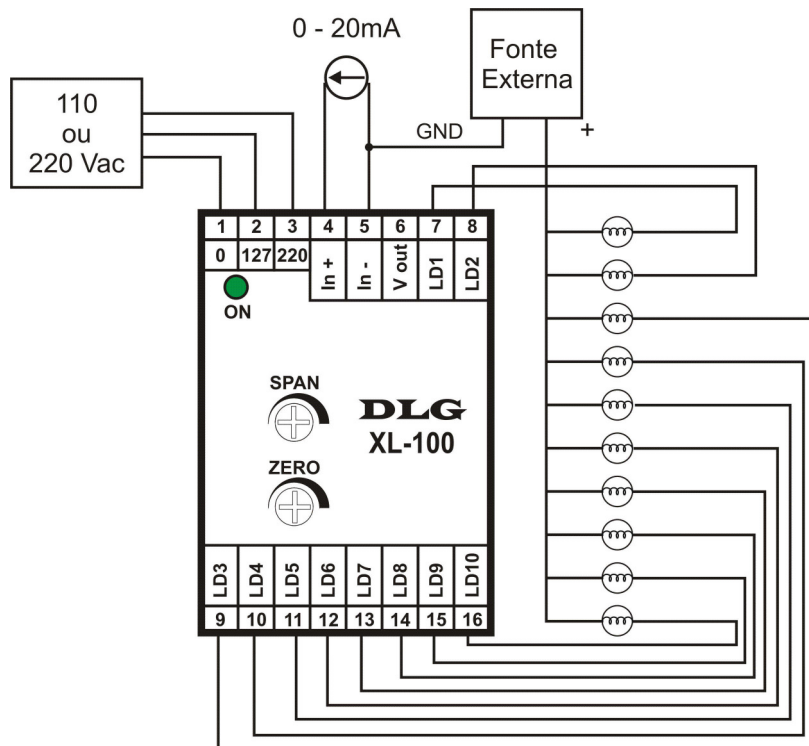 0 - 20mA
Fonte
Externa
110
ou
220 Vac
GND
+
1 2 3 4 5 6 7 8
0 127 220 In + In - V out LD1 LD2
ON
SPAN
DLG
XL-100
ZERO
LD3 LD4 LD5 LD6 LD7 LD8 LD9 LD10
9 10 11 12 13 14 15 16